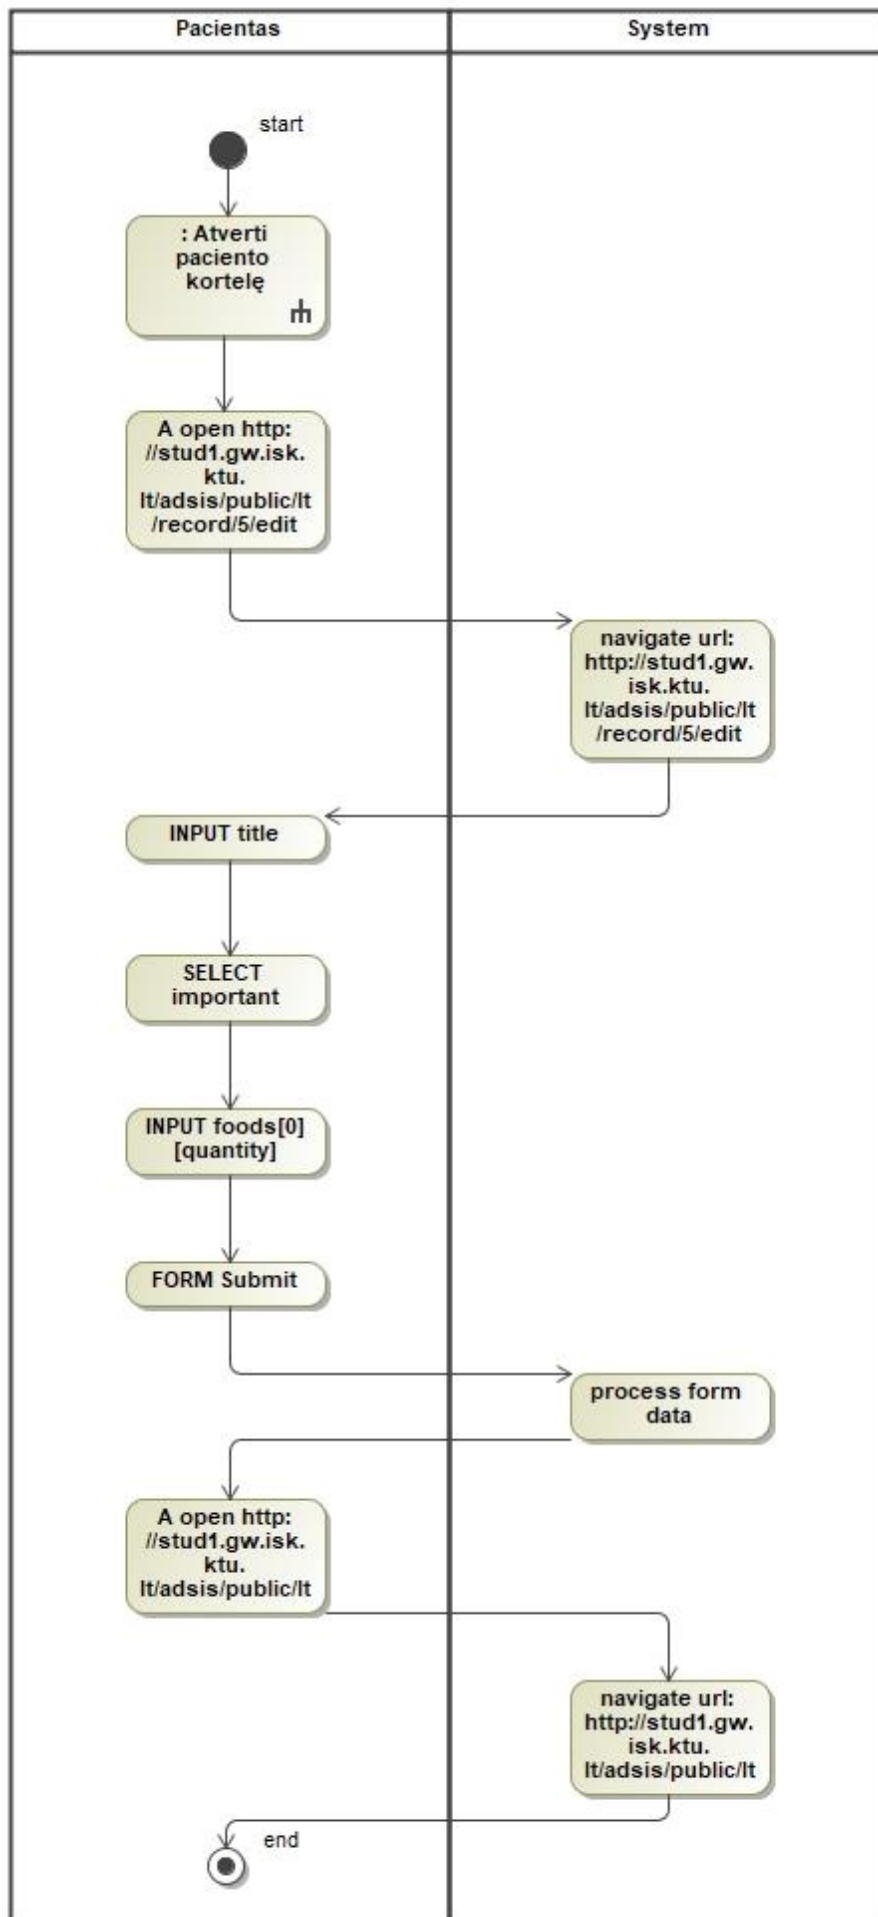 Pacientas
System
start
: Atverti
paciento
kortelę
A open http:
//stud1.gw.isk.
ktu.
lt/adsis/public/lt
/record/5/edit
navigate url:
http://stud1.gw.
isk.ktu.
lt/adsis/public/lt
/record/5/edit
INPUT title
SELECT
important
INPUT foods[0]
[quantity]
FORM Submit
process form
data
A open http:
//stud1.gw.isk.
ktu.
lt/adsis/public/lt
navigate url:
http://stud1.gw.
isk.ktu.
lt/adsis/public/lt
end